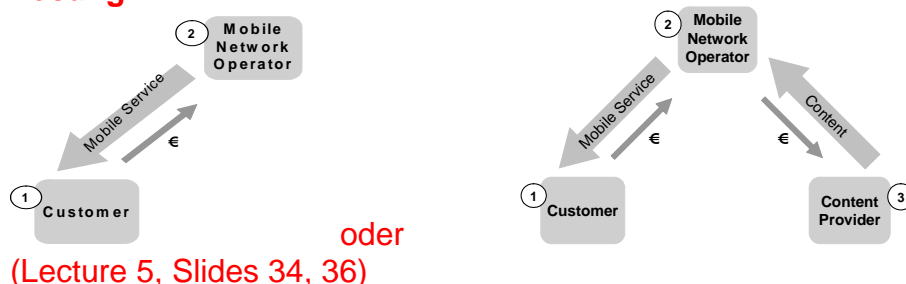 2
Mobile
Network
Operator
Mobile Service
€
1
Customer
2
Mobile
Network
Operator
Mobile Service
€
Content
€
1
Customer
Content
Provider
3
oder
(Lecture 5, Slides 34, 36)